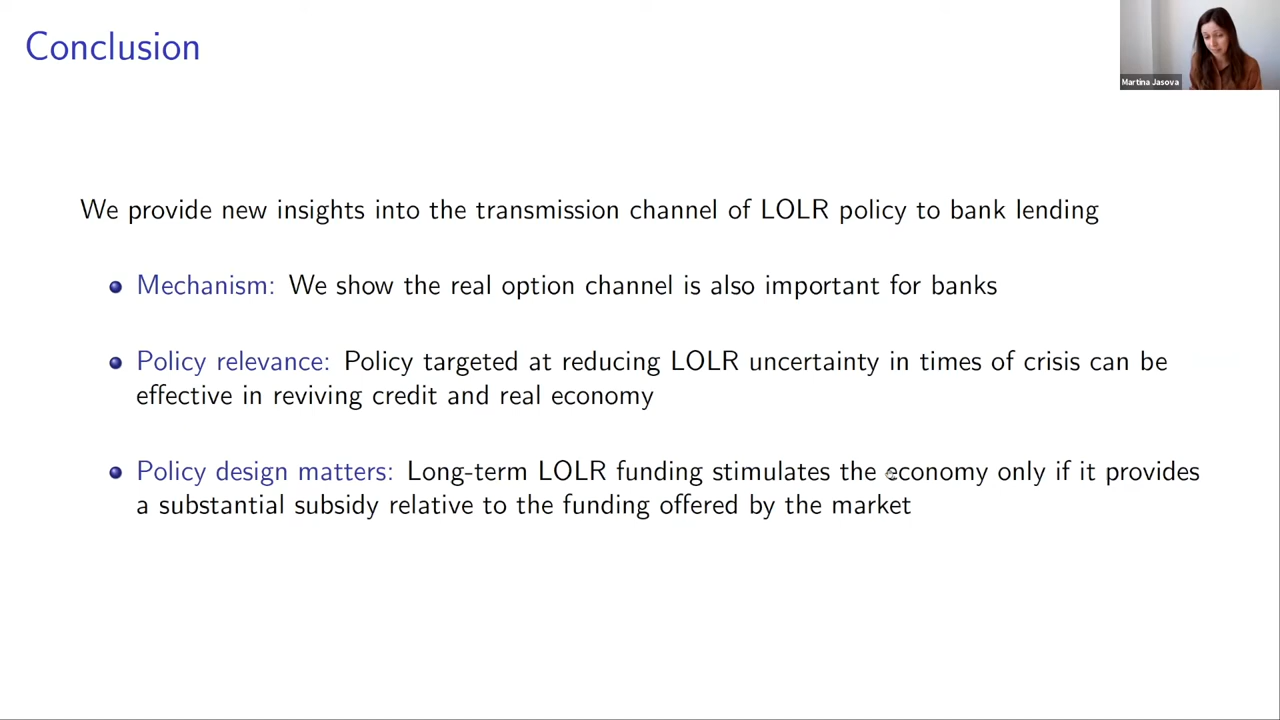 Conclusion
Martina Jasova
We provide new insights into the transmission channel of LOLR policy to bank lending
Mechanism: We show the real option channel is also important for banks
Policy relevance: Policy targeted at reducing LOLR uncertainty in times of crisis can be
effective in reviving credit and real economy
Policy design matters: Long-term LOLR funding stimulates the economy only if it provides
a substantial subsidy relative to the funding offered by the market